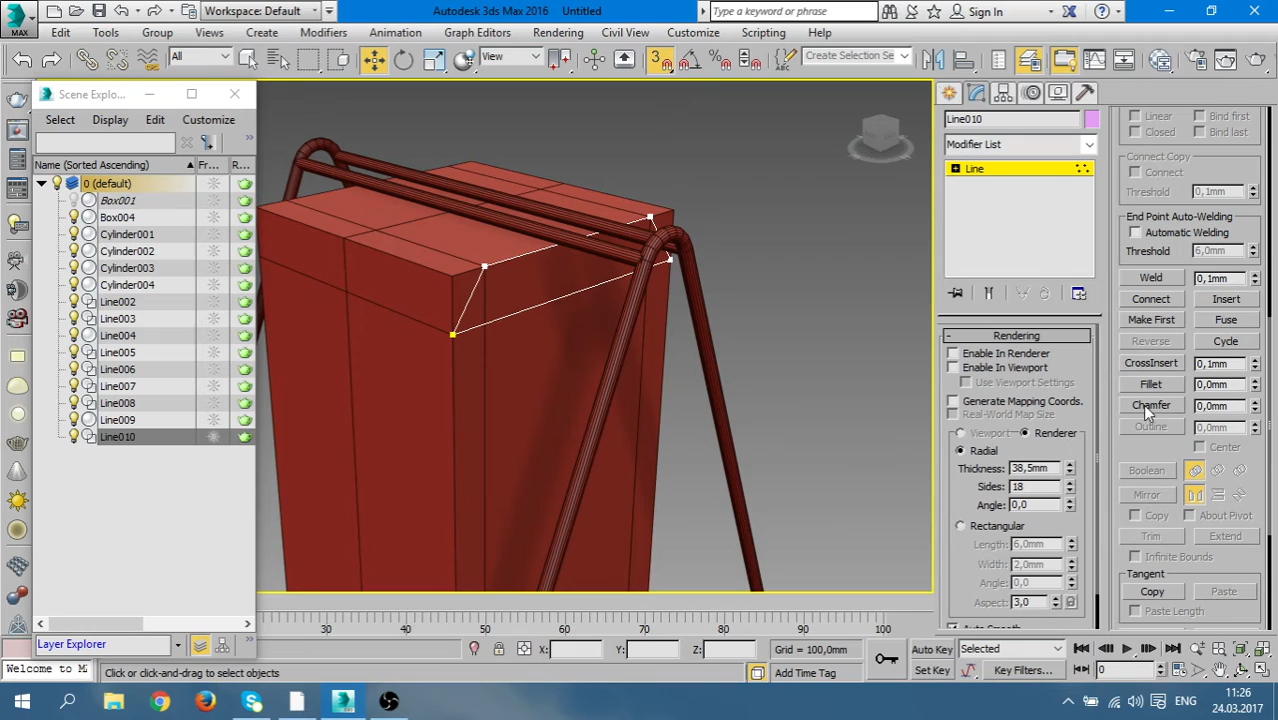 MAX
Workspace: Default
Autodesk 3ds Max 2016
Untitled
Type a keyword or phrase
Sign In
Edit
Tools
Group
Views
Create
Modifiers
Animation
Graph Editors
Rendering
Civil View
Customize
Scripting
Help
All
View
3
Create Selection Se
Scene Explo...
Select
Display
Edit
Customize
Name (Sorted Ascending)
Fr...
R...
0 (default)
Box001
Box004
Cylinder001
Cylinder002
Cylinder003
Cylinder004
Line002
Line003
Line004
Line005
Line006
Line007
Line008
Line009
Line010
Layer Explorer
Line010
Modifier List
Line
Rendering
Enable In Renderer
Enable In Viewport
Use Viewport Settings
Generate Mapping Coords.
Real-World Map Size
Viewport
Renderer
Radial
Thickness: 38,5mm
Sides: 18
Angle: 0,0
Rectangular
Length: 6,0mm
Width: 2,0mm
Angle: 0,0
Aspect: 3,0
Auto Smooth
Linear
Bind first
Closed
Bind last
Connect Copy
Connect
Threshold 0,1mm
End Point Auto-Welding
Automatic Welding
Threshold 6,0mm
Weld 0,1mm
Connect Insert
Make First Fuse
Reverse Cycle
CrossInsert 0,1mm
Fillet 0,0mm
Chamfer 0,0mm
Outline 0,0mm
Center
Boolean
Mirror
Copy About Pivot
Trim Extend
Infinite Bounds
Tangent
Copy Paste
Paste Length
30 40 50 60 70 80 90 100
X: Y: Z: Grid = 100,0mm
Auto Key Selected
Set Key Key Filters...
0
Welcome to M
Click or click-and-drag to select objects
Add Time Tag
ENG
11:26
24.03.2017